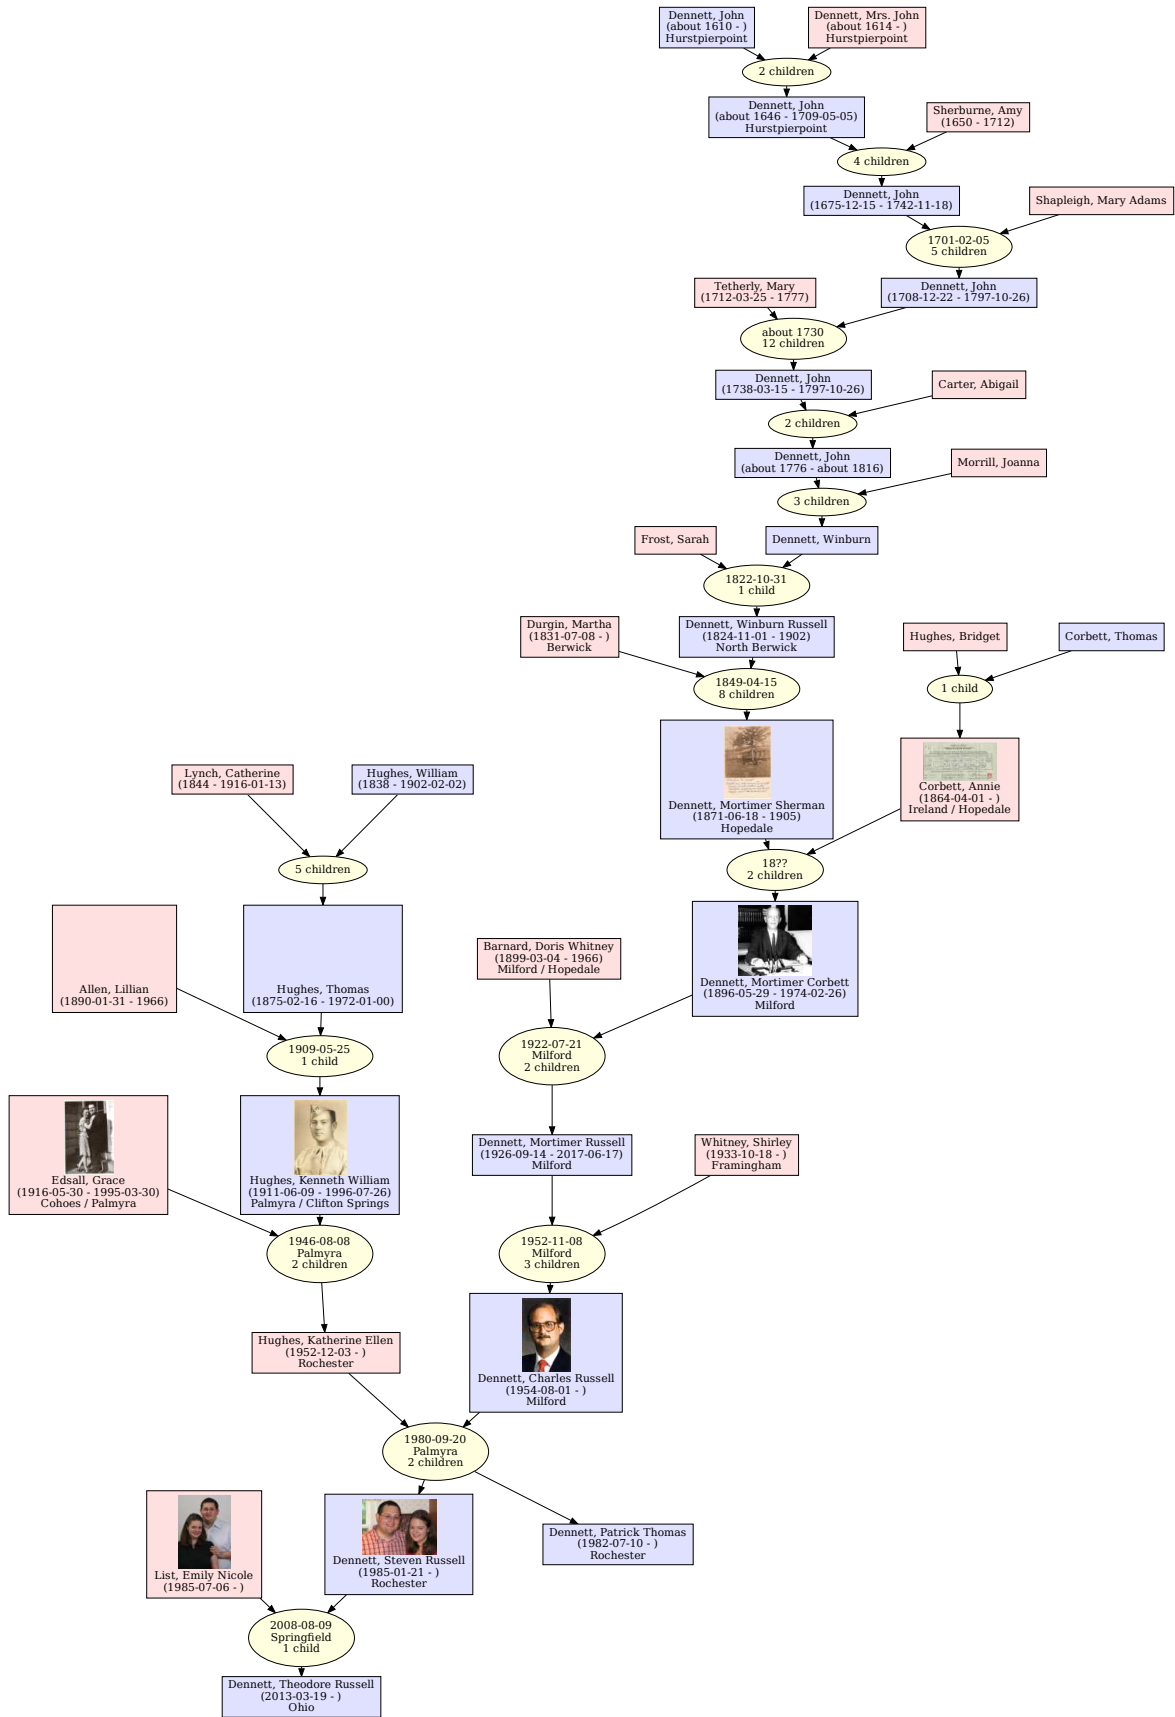 Dennett, John
(about 1610 - )
Hurstpierpoint
Dennett, Mrs. John
(about 1614 - )
Hurstpierpoint
2 children
Dennett, John
(about 1646 - 1709-05-05)
Hurstpierpoint
Sherburne, Amy
(1650 - 1712)
4 children
Dennett, John
(1675-12-15 - 1742-11-18)
Shapleigh, Mary Adams
1701-02-05
5 children
Tetherly, Mary
(1712-03-25 - 1777)
Dennett, John
(1708-12-22 - 1797-10-26)
about 1730
12 children
Dennett, John
(1738-03-15 - 1797-10-26)
Carter, Abigail
2 children
Dennett, John
(about 1776 - about 1816)
Morrill, Joanna
3 children
Frost, Sarah
Dennett, Winburn
1822-10-31
1 child
Durgin, Martha
(1831-07-08 - )
Berwick
Dennett, Winburn Russell
(1824-11-01 - 1902)
North Berwick
Hughes, Bridget
Corbett, Thomas
1849-04-15
8 children
1 child
Lynch, Catherine
(1844 - 1916-01-13)
Hughes, William
(1838 - 1902-02-02)
Dennett, Mortimer Sherman
(1871-06-18 - 1905)
Hopedale
Corbett, Annie
(1864-04-01 - )
Ireland / Hopedale
5 children
18??
2 children
Allen, Lillian
(1890-01-31 - 1966)
Hughes, Thomas
(1875-02-16 - 1972-01-00)
Barnard, Doris Whitney
(1899-03-04 - 1966)
Milford / Hopedale
Dennett, Mortimer Corbett
(1896-05-29 - 1974-02-26)
Milford
1909-05-25
1 child
1922-07-21
Milford
2 children
Edsall, Grace
(1916-05-30 - 1995-03-30)
Cohoes / Palmyra
Hughes, Kenneth William
(1911-06-09 - 1996-07-26)
Palmyra / Clifton Springs
Dennett, Mortimer Russell
(1926-09-14 - 2017-06-17)
Milford
Whitney, Shirley
(1933-10-18 - )
Framingham
1946-08-08
Palmyra
2 children
1952-11-08
Milford
3 children
Hughes, Katherine Ellen
(1952-12-03 - )
Rochester
Dennett, Charles Russell
(1954-08-01 - )
Milford
1980-09-20
Palmyra
2 children
List, Emily Nicole
(1985-07-06 - )
Dennett, Steven Russell
(1985-01-21 - )
Rochester
Dennett, Patrick Thomas
(1982-07-10 - )
Rochester
2008-08-09
Springfield
1 child
Dennett, Theodore Russell
(2013-03-19 - )
Ohio